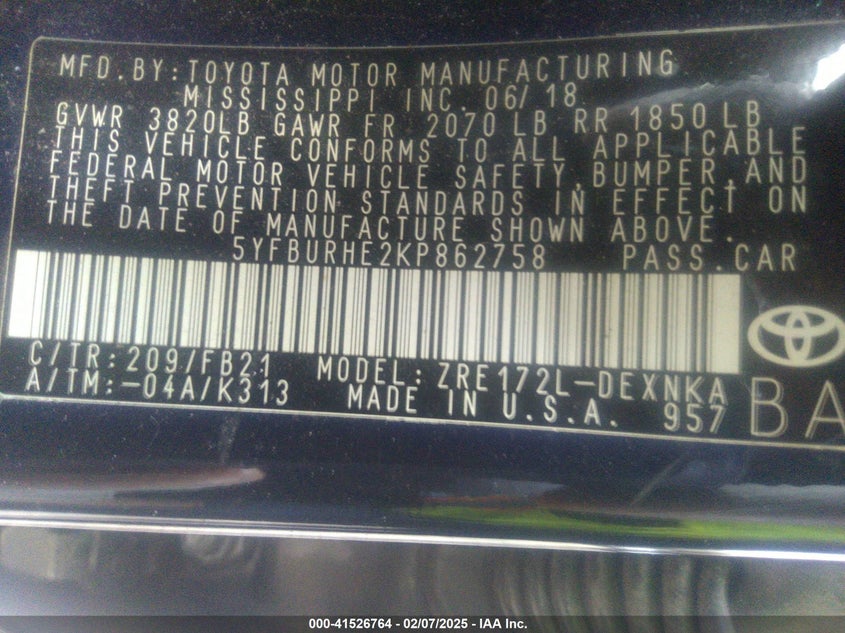 MFD.BY:TOYOTA MOTOR MANUFACTURING
MISSISSIPPI INC. 06/18
GVWR 3820LB GAWR FR 2070 LB RR 1850 LB
THIS VEHICLE CONFORMS TO ALL APPLICABLE
FEDERAL MOTOR VEHICLE SAFETY,BUMPER,AND
THEFT PREVENTION STANDARDS IN EFFECT ON
THE DATE OF MANUFACTURE SHOWN ABOVE.
5YFBURHE2KP862758 PASS.CAR
C/TR:209/FB21 MODEL:ZRE172L-DEXNKA
A/TM:-04A/K313 MADE IN U.S.A. 957 BA
000-41526764 - 02/07/2025 - IAA Inc.